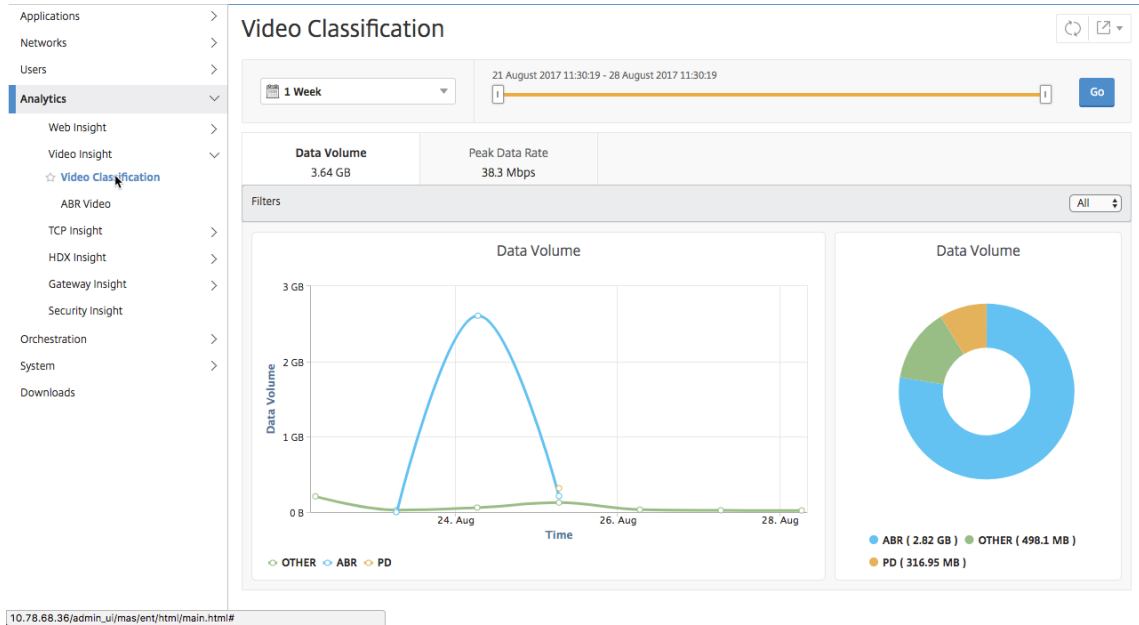 Applications
Networks
Users
Analytics
Web Insight
Video Insight
Video Classification
ABR Video
TCP Insight
HDX Insight
Gateway Insight
Security Insight
Orchestration
System
Downloads
Video Classification
1 Week
21 August 2017 11:30:19 - 28 August 2017 11:30:19
Go
Data Volume
3.64 GB
Peak Data Rate
38.3 Mbps
Filters
All
Data Volume
3 GB
2 GB
1 GB
0 B
Data Volume
24. Aug
26. Aug
28. Aug
Time
OTHER ABR PD
Data Volume
ABR ( 2.82 GB ) OTHER ( 498.1 MB )
PD ( 316.95 MB )
10.78.68.36/admin_ui/mas/ent/html/main.html#